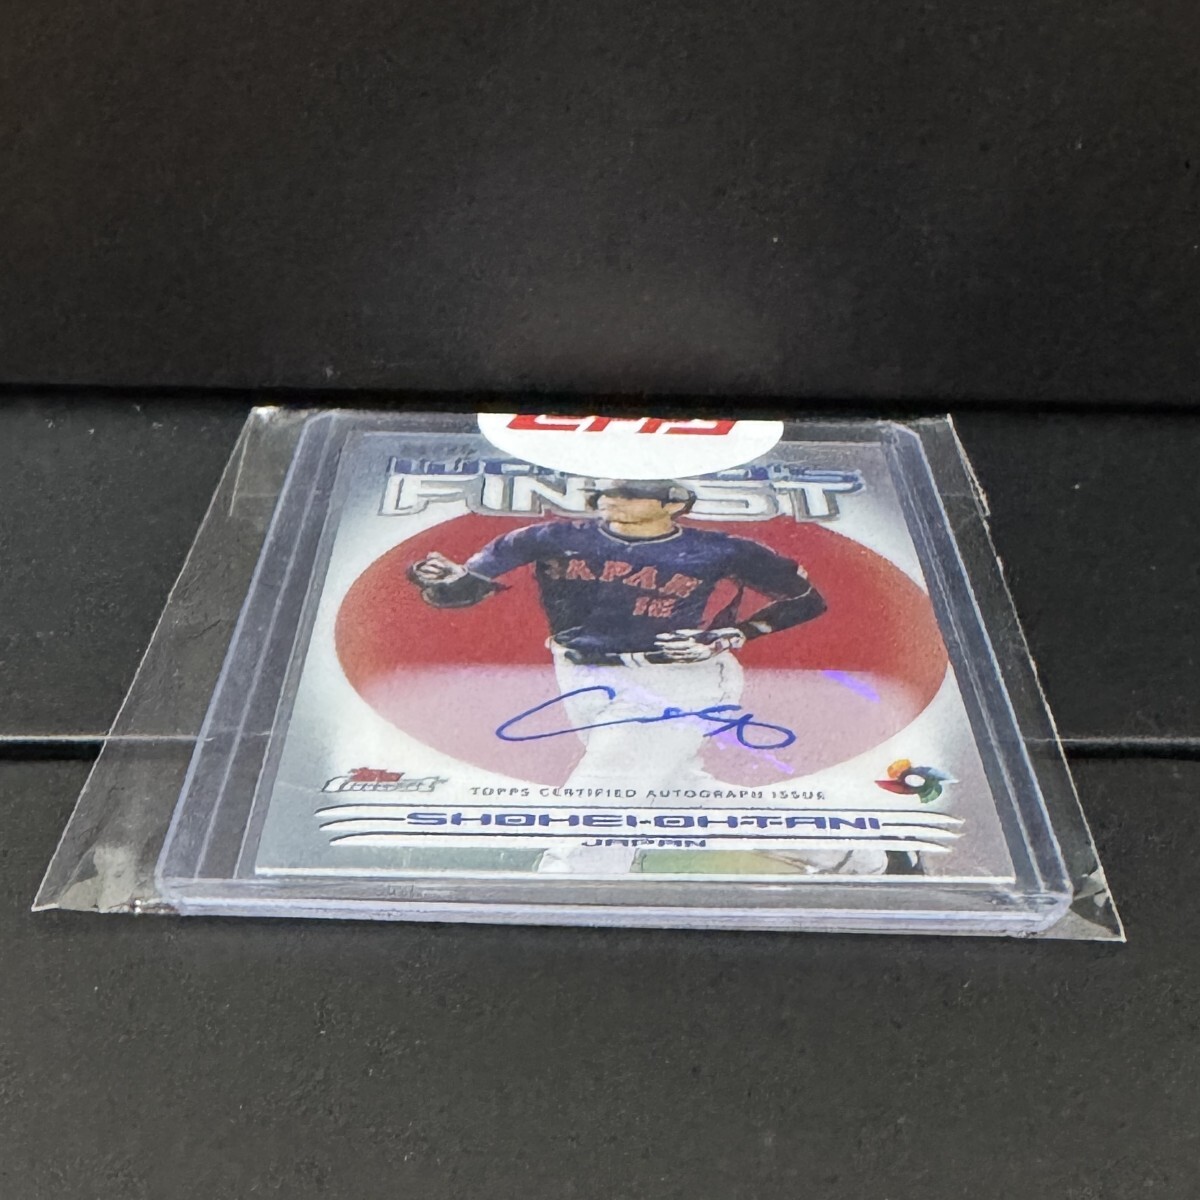 FINEST
JAPAN
16
topps
finest
TOPPS CERTIFIED AUTOGRAPH ISSUE
SHOHEI OHTANI
JAPAN